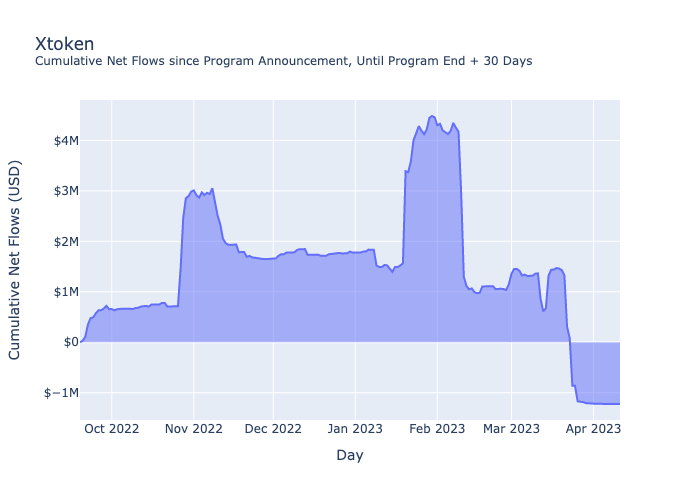 Xtoken
Cumulative Net Flows since Program Announcement, Until Program End + 30 Days
Cumulative Net Flows (USD)
$4M
$3M
$2M
$1M
$0
$−1M
Oct 2022
Nov 2022
Dec 2022
Jan 2023
Feb 2023
Mar 2023
Apr 2023
Day